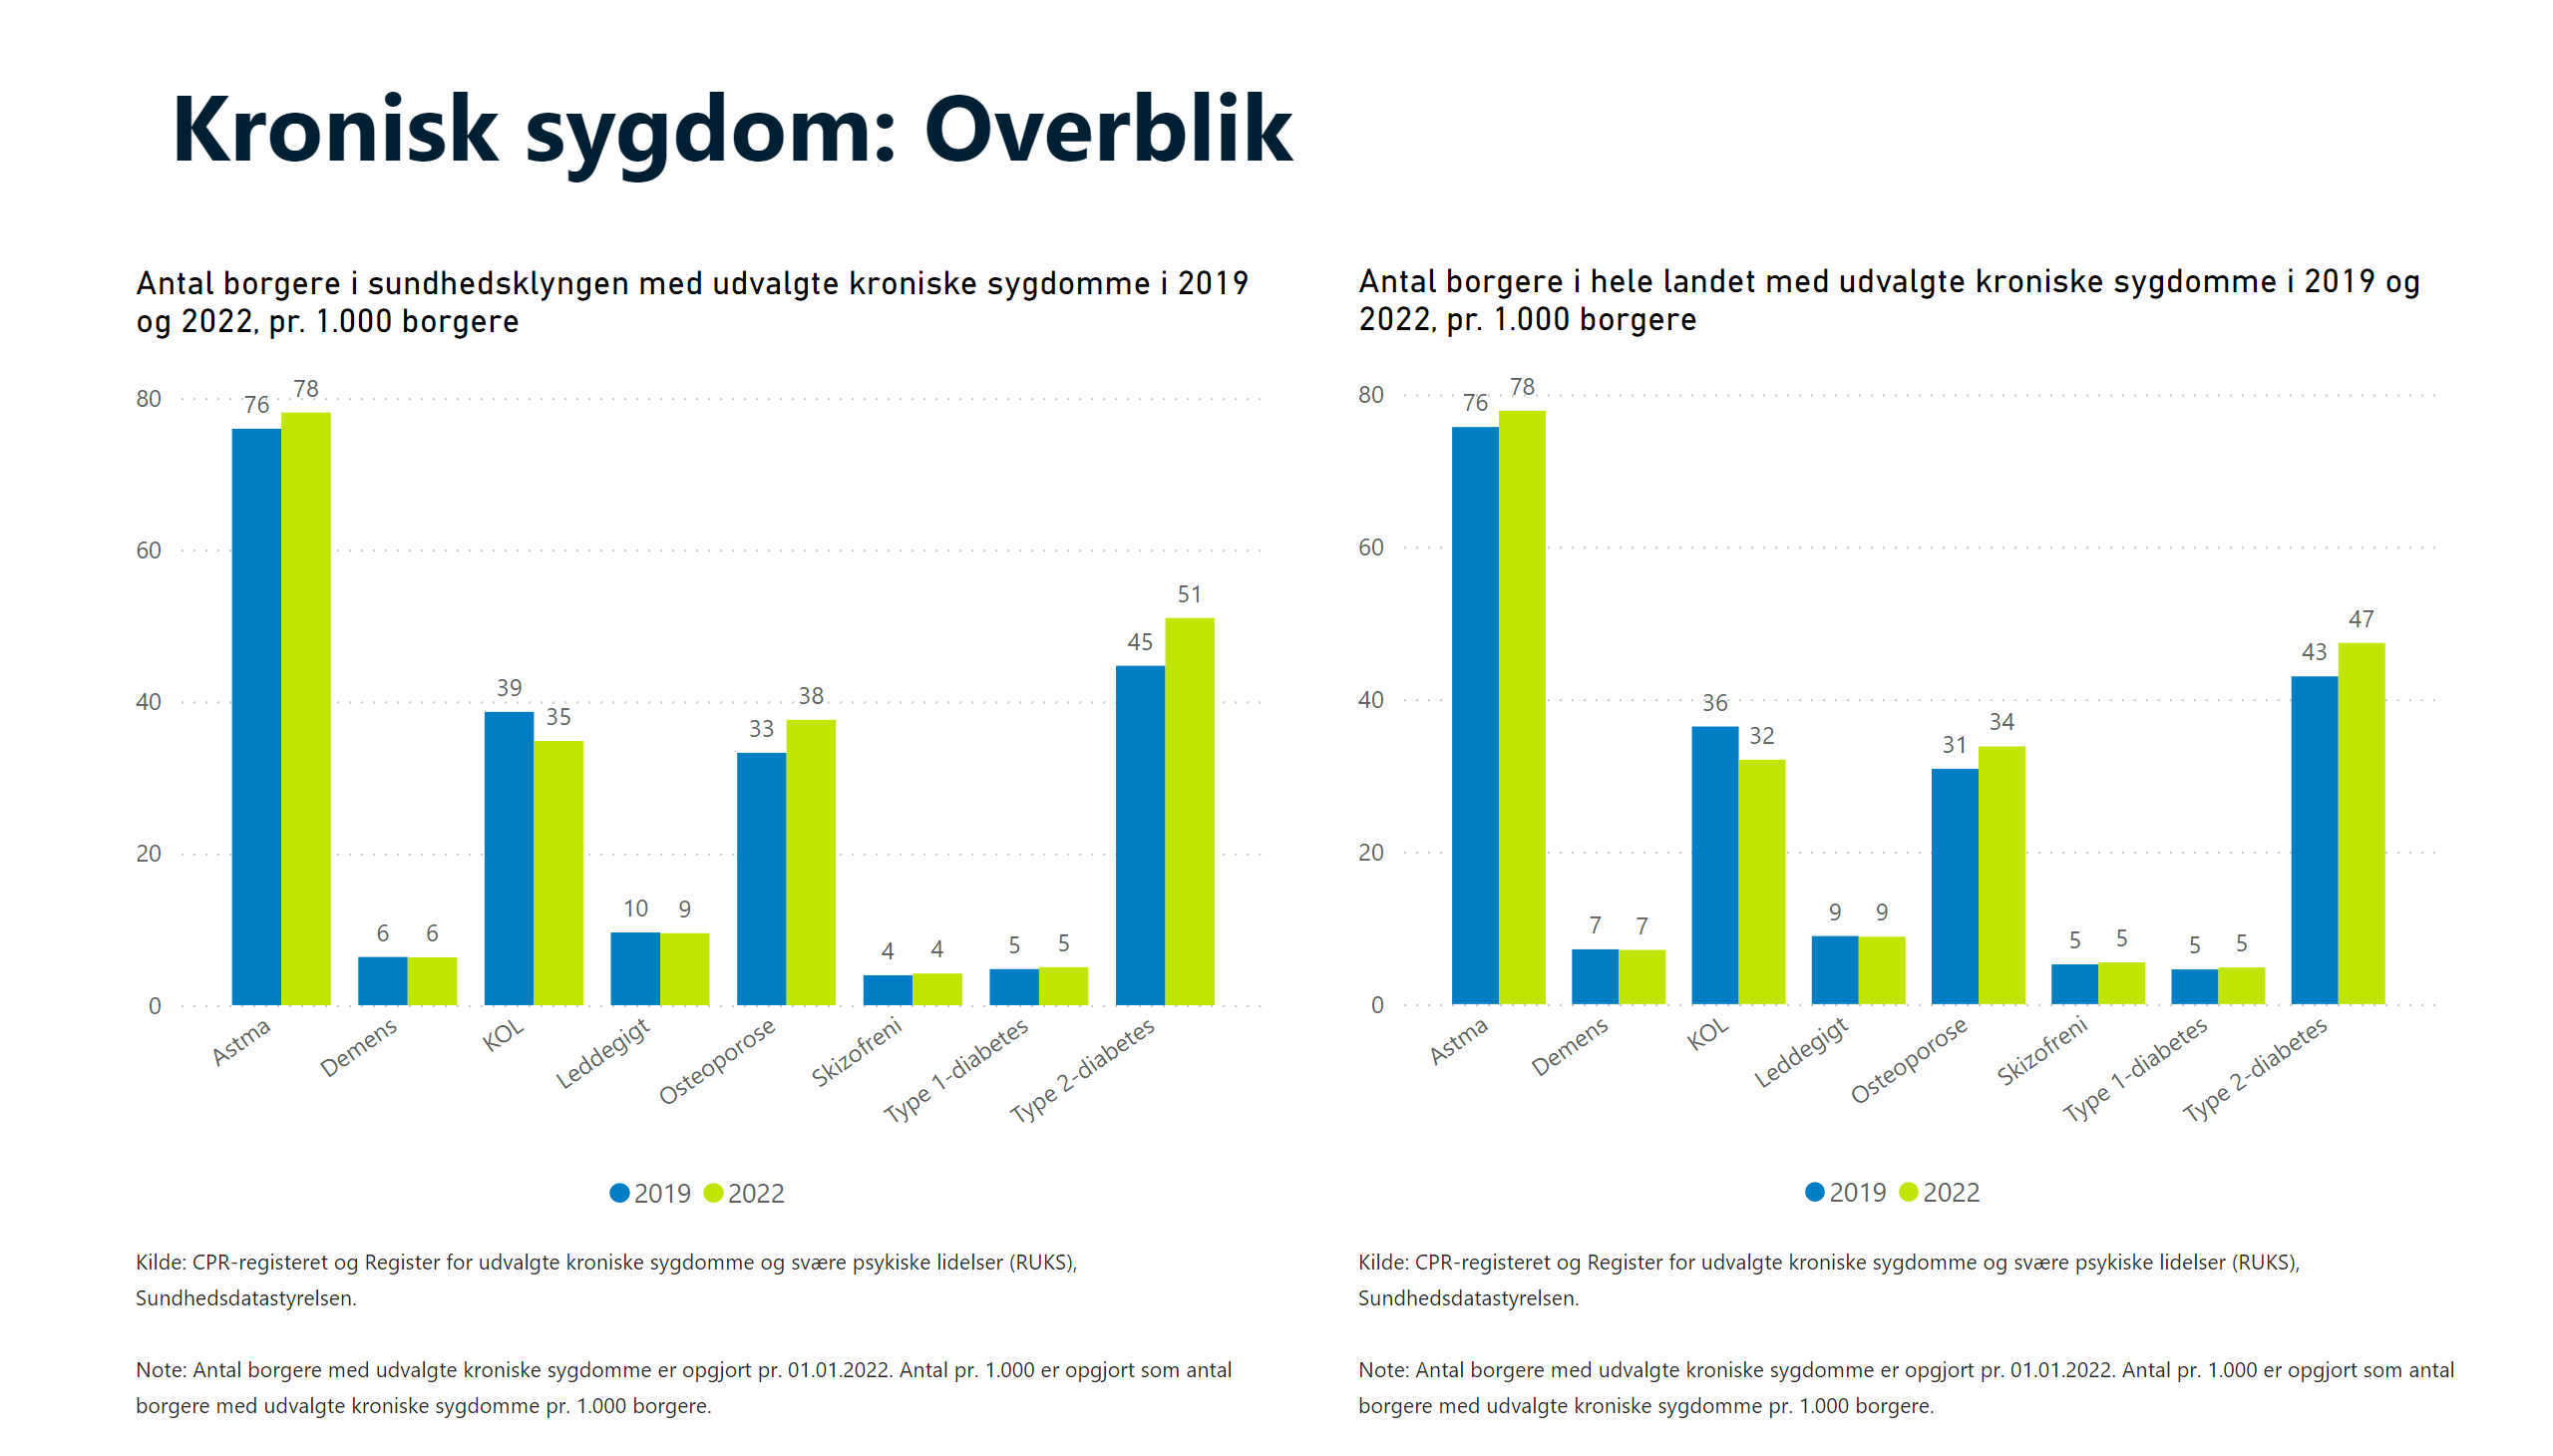 Kronisk sygdom: Overblik
Antal borgere i sundhedsklyngen med udvalgte kroniske sygdomme i 2019
og 2022, pr. 1.000 borgere
80
60
40
20
0
76
78
6
6
39
35
10
9
33
38
4
4
5
5
45
51
Astma
Demens
KOL
Leddegigt
Osteoporose
Skizofreni
Type 1-diabetes
Type 2-diabetes
2019 2022
Kilde: CPR-registeret og Register for udvalgte kroniske sygdomme og svære psykiske lidelser (RUKS),
Sundhedsdatastyrelsen.
Note: Antal borgere med udvalgte kroniske sygdomme er opgjort pr. 01.01.2022. Antal pr. 1.000 er opgjort som antal
borgere med udvalgte kroniske sygdomme pr. 1.000 borgere.
Antal borgere i hele landet med udvalgte kroniske sygdomme i 2019 og
2022, pr. 1.000 borgere
80
60
40
20
0
76
78
7
7
36
32
9
9
31
34
5
5
5
5
43
47
Astma
Demens
KOL
Leddegigt
Osteoporose
Skizofreni
Type 1-diabetes
Type 2-diabetes
2019 2022
Kilde: CPR-registeret og Register for udvalgte kroniske sygdomme og svære psykiske lidelser (RUKS),
Sundhedsdatastyrelsen.
Note: Antal borgere med udvalgte kroniske sygdomme er opgjort pr. 01.01.2022. Antal pr. 1.000 er opgjort som antal
borgere med udvalgte kroniske sygdomme pr. 1.000 borgere.